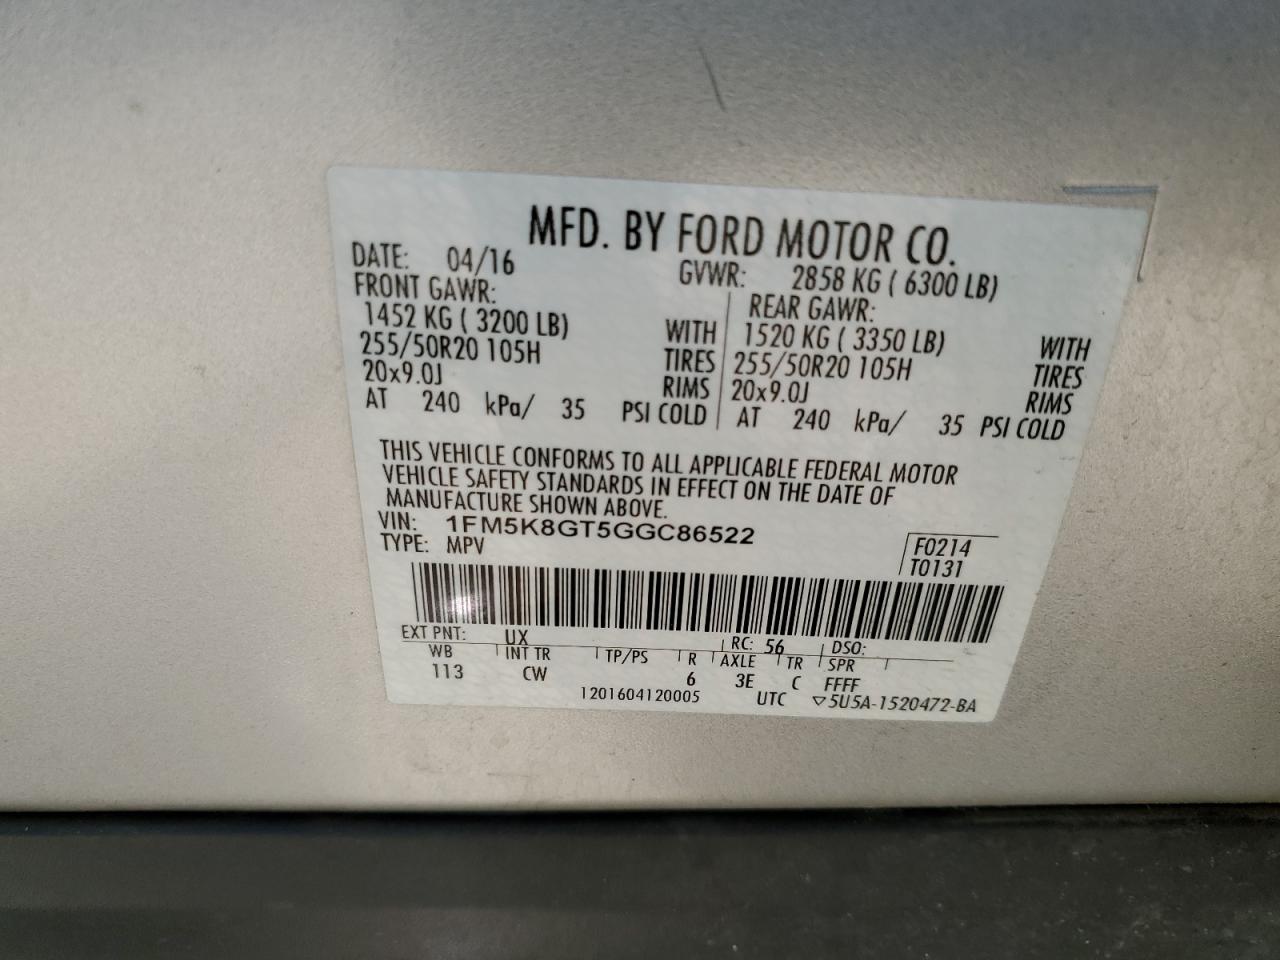 MFD. BY FORD MOTOR CO.
DATE: 04/16 GVWR: 2858 KG ( 6300 LB)
FRONT GAWR: REAR GAWR:
1452 KG ( 3200 LB) WITH 1520 KG ( 3350 LB) WITH
255/50R20 105H TIRES 255/50R20 105H TIRES
20x9.0J RIMS 20x9.0J RIMS
AT 240 kPa/ 35 PSI COLD AT 240 kPa/ 35 PSI COLD
THIS VEHICLE CONFORMS TO ALL APPLICABLE FEDERAL MOTOR
VEHICLE SAFETY STANDARDS IN EFFECT ON THE DATE OF
MANUFACTURE SHOWN ABOVE.
VIN: 1FM5K8GT5GGC86522
TYPE: MPV
F0214
T0131
EXT PNT: UX RC: 56 DSO:
WB INT TR TP/PS R AXLE TR SPR
113 CW 6 3E C FFFF
1201604120005 UTC ▽5U5A-1520472-BA